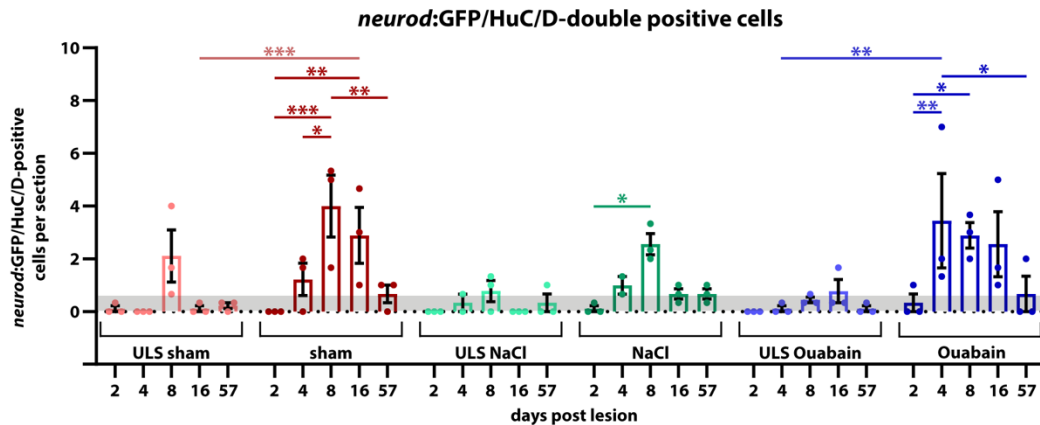 neurod:GFP/HuC/D-double positive cells
neurod:GFP/HuC/D-positive
cells per section
10
8
6
4
2
0
***
**
***
*
**
*
**
*
*
**
ULS sham
sham
ULS NaCl
NaCl
ULS Ouabain
Ouabain
2 4 8 16 57 2 4 8 16 57 2 4 8 16 57 2 4 8 16 57 2 4 8 16 57 2 4 8 16 57
days post lesion